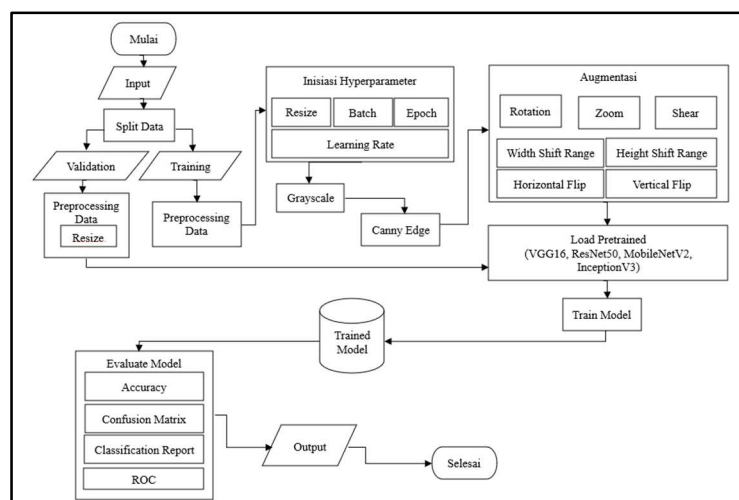 Mulai
Input
Split Data
Validation
Training
Preprocessing
Data
Resize
Preprocessing
Data
Inisiasi Hyperparameter
Resize
Batch
Epoch
Learning Rate
Grayscale
Canny Edge
Augmentasi
Rotation
Zoom
Shear
Width Shift Range
Height Shift Range
Horizontal Flip
Vertical Flip
Load Pretrained
(VGG16, ResNet50, MobileNetV2,
InceptionV3)
Train Model
Trained
Model
Evaluate Model
Accuracy
Confusion Matrix
Classification Report
ROC
Output
Selesai